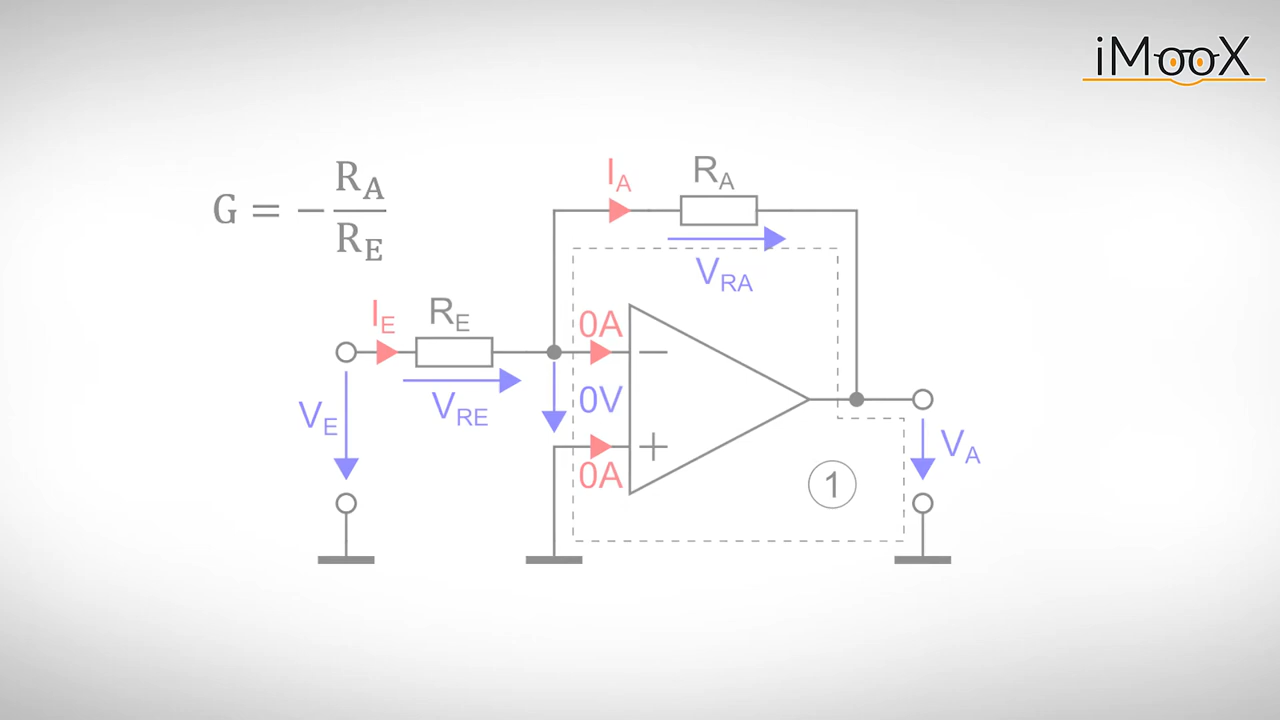 iMooX
G = − R_A / R_E
I_A
R_A
V_RA
I_E
R_E
0A
−
V_E
V_RE
0V
+
0A
V_A
1